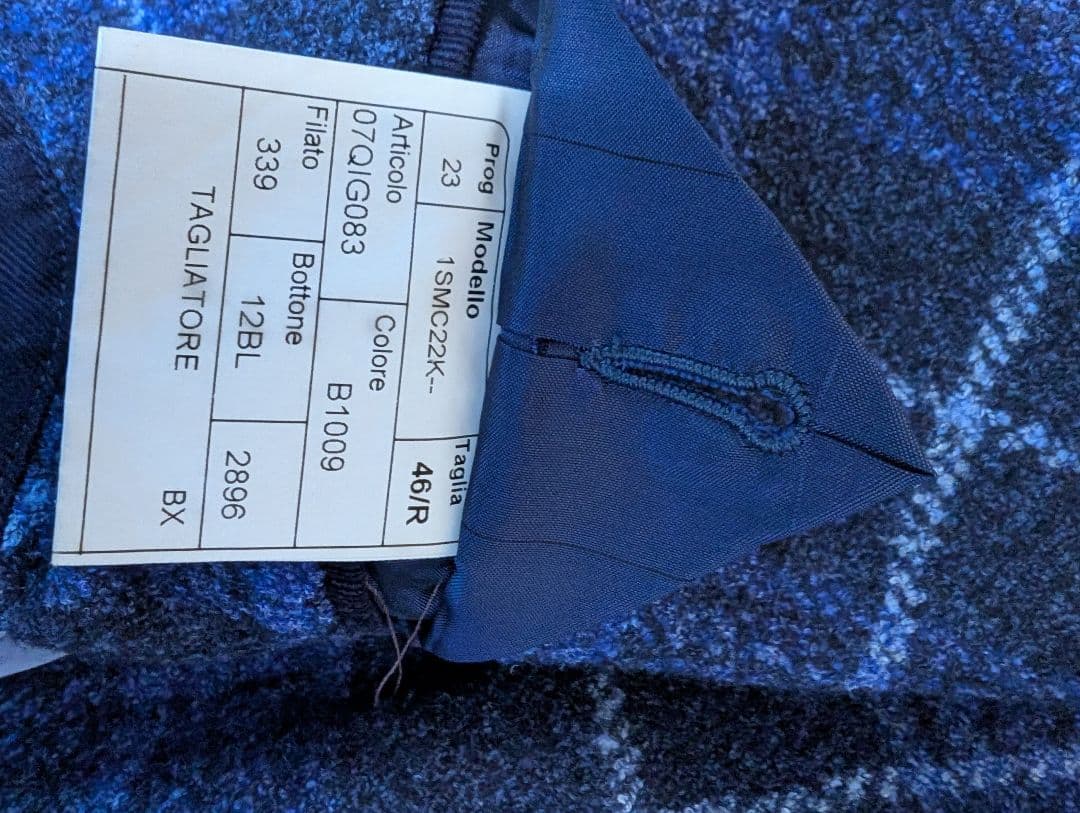 Prog Modello Taglia
23 1SMC22K-- 46/R
Articolo Colore
07QIG083 B1009
Filato Bottone
339 12BL 2896
TAGLIATORE BX